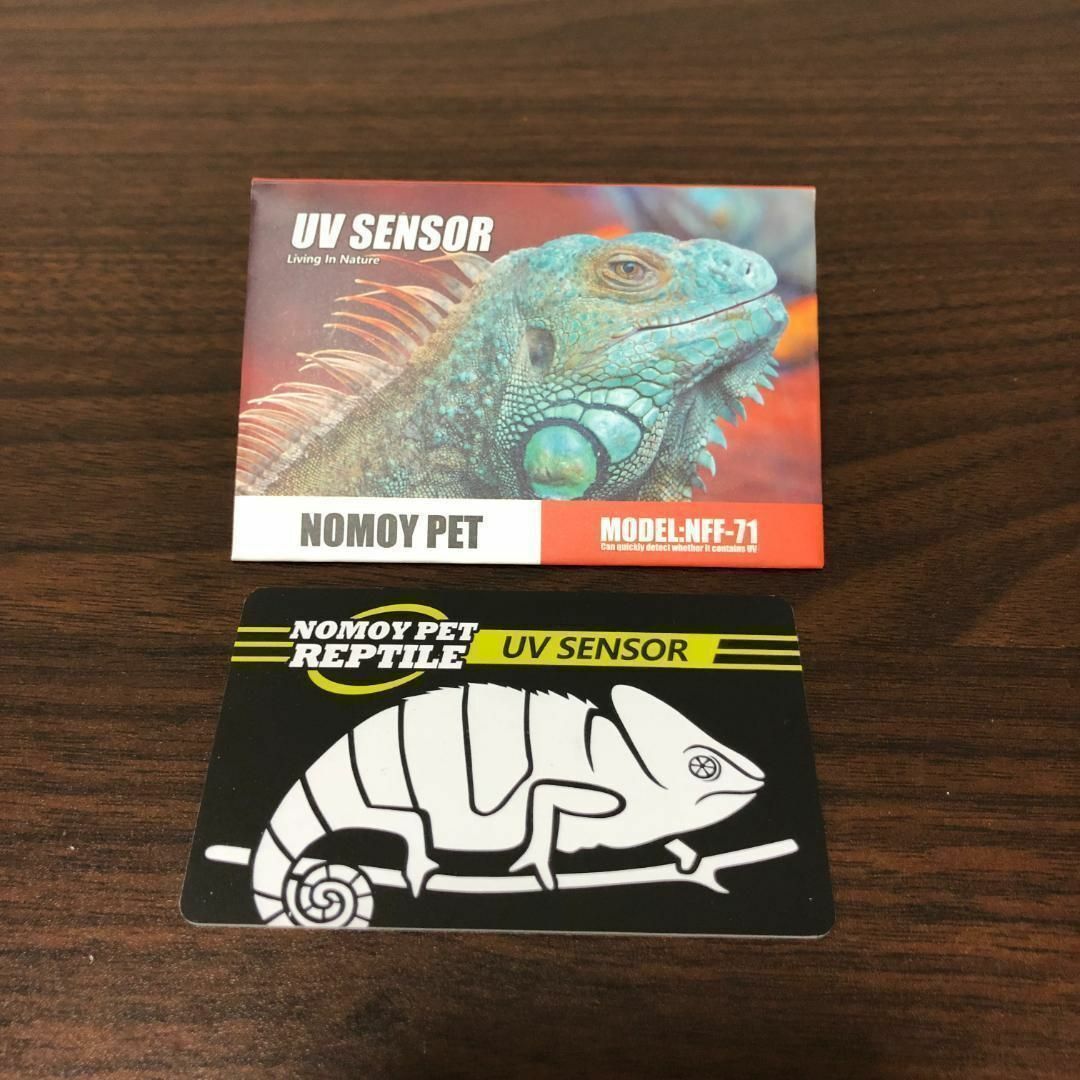 UV SENSOR
Living In Nature
NOMOY PET
MODEL:NFF-71
Can quickly detect whether it contains UV
NOMOY PET
REPTILE
UV SENSOR